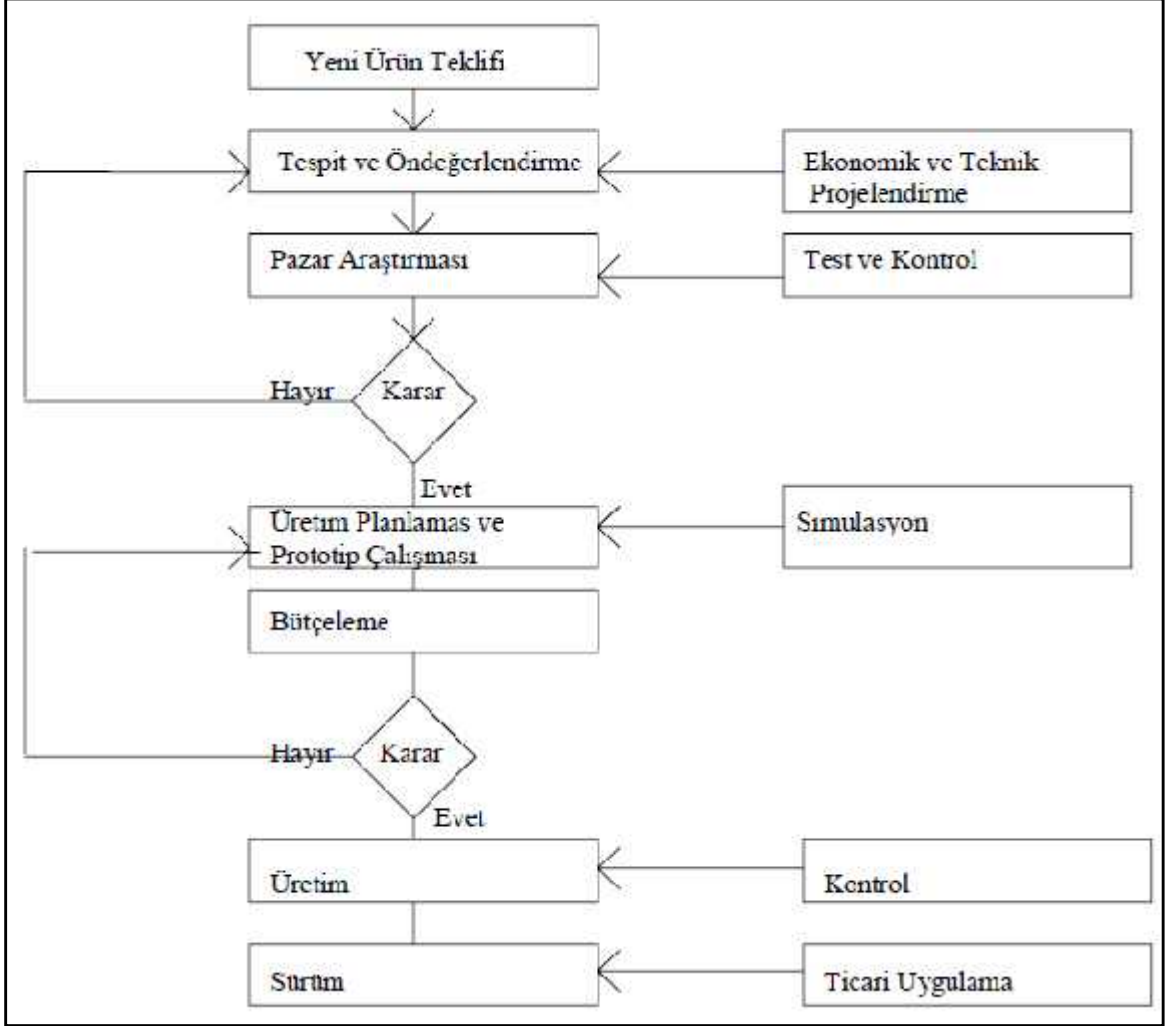 Yeni Ürün Teklifi
Tespit ve Öndeğerlendirme
Ekonomik ve Teknik
Projelendirme
Pazar Araştırması
Test ve Kontrol
Hayır
Karar
Evet
Üretim Planlamas ve
Prototip Çalışması
Simulasyon
Bütçeleme
Hayır
Karar
Evet
Üretim
Kontrol
Sürüm
Ticari Uygulama